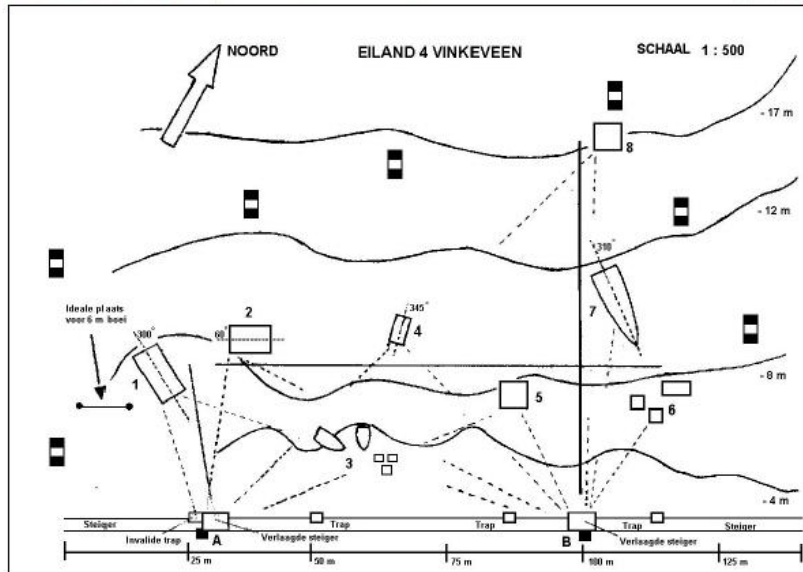 NOORD
EILAND 4 VINKEVEEN
SCHAAL 1 : 500
- 17 m
8
- 12 m
310°
7
Ideale plaats
voor 6 m boei
300°
60°
2
345°
4
1
- 8 m
5
6
3
- 4 m
Steiger
Trap
Trap
Trap
Steiger
Invalide trap
A
Verlaagde steiger
B
Verlaagde steiger
25 m
50 m
75 m
100 m
125 m